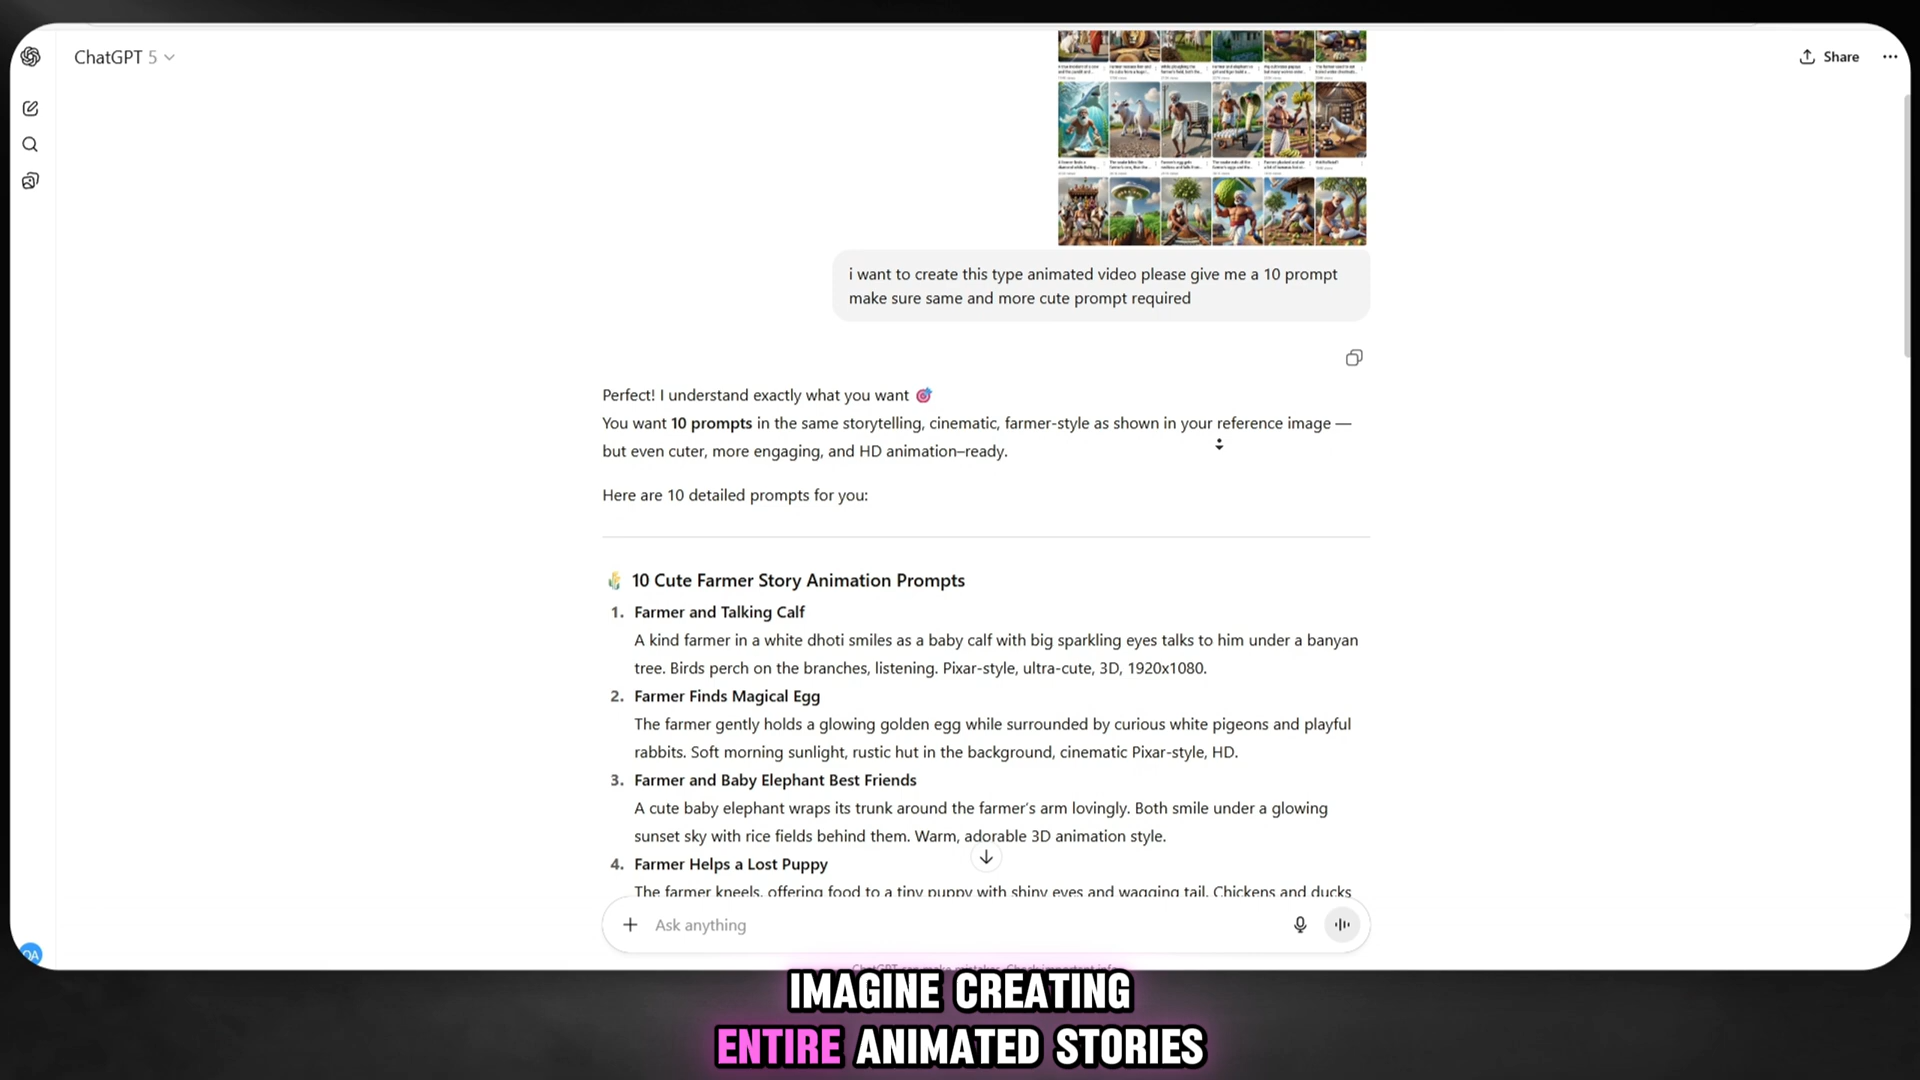 ChatGPT 5
Share
i want to create this type animated video please give me a 10 prompt
make sure same and more cute prompt required
Perfect! I understand exactly what you want 🎯
You want 10 prompts in the same storytelling, cinematic, farmer-style as shown in your reference image —
but even cuter, more engaging, and HD animation–ready.
Here are 10 detailed prompts for you:
🌾 10 Cute Farmer Story Animation Prompts
1. Farmer and Talking Calf
A kind farmer in a white dhoti smiles as a baby calf with big sparkling eyes talks to him under a banyan
tree. Birds perch on the branches, listening. Pixar-style, ultra-cute, 3D, 1920x1080.
2. Farmer Finds Magical Egg
The farmer gently holds a glowing golden egg while surrounded by curious white pigeons and playful
rabbits. Soft morning sunlight, rustic hut in the background, cinematic Pixar-style, HD.
3. Farmer and Baby Elephant Best Friends
A cute baby elephant wraps its trunk around the farmer's arm lovingly. Both smile under a glowing
sunset sky with rice fields behind them. Warm, adorable 3D animation style.
4. Farmer Helps a Lost Puppy
The farmer kneels, offering food to a tiny puppy with shiny eyes and wagging tail. Chickens and ducks
Ask anything
ChatGPT can make mistakes. Check important info.
IMAGINE CREATING
ENTIRE ANIMATED STORIES